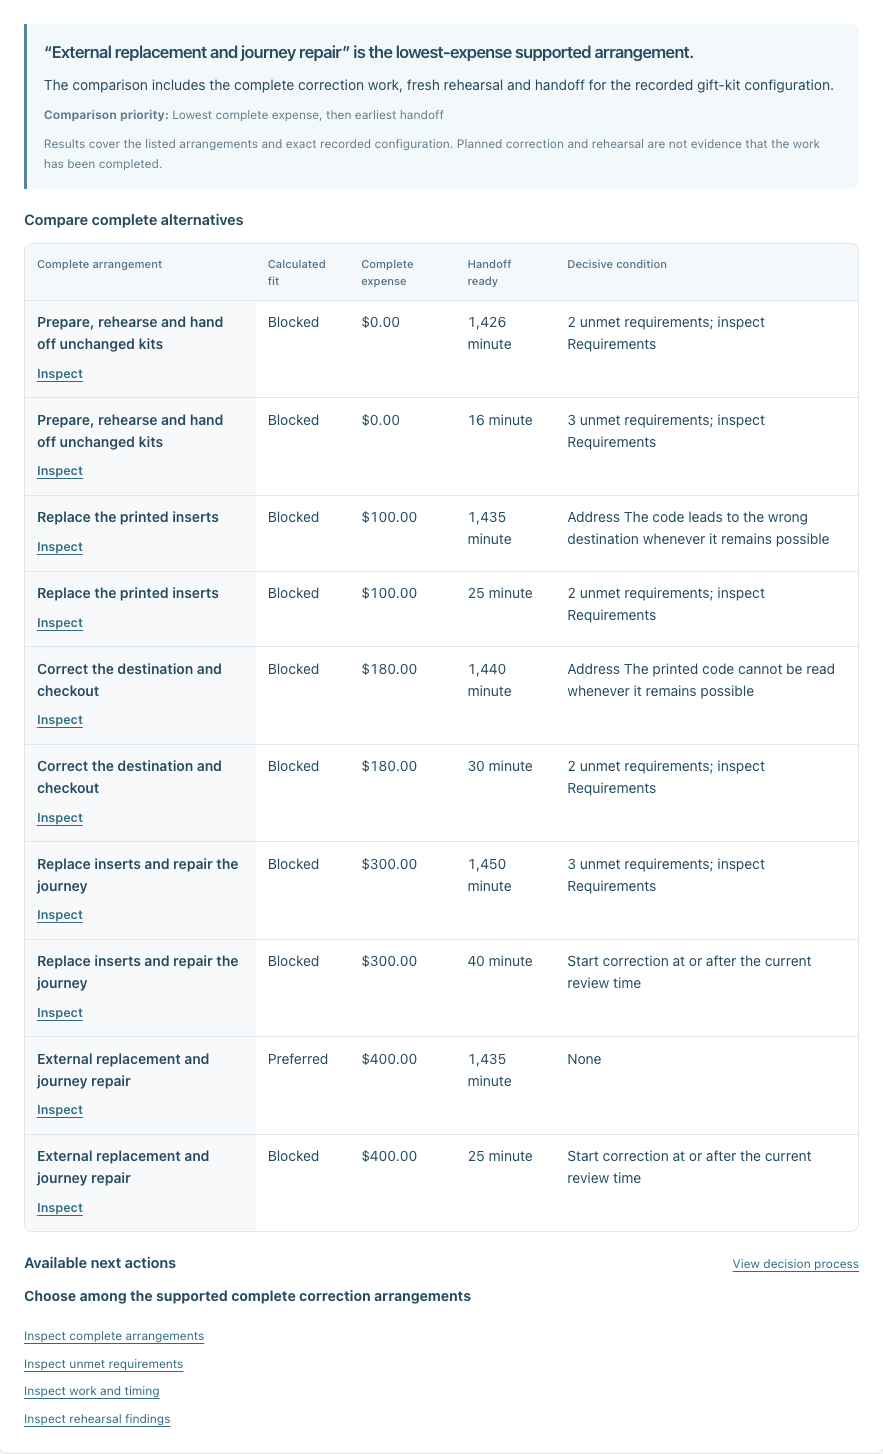 “External replacement and journey repair” is the lowest-expense supported arrangement.
The comparison includes the complete correction work, fresh rehearsal and handoff for the recorded gift-kit configuration.
Comparison priority: Lowest complete expense, then earliest handoff
Results cover the listed arrangements and exact recorded configuration. Planned correction and rehearsal are not evidence that the work
has been completed.
Compare complete alternatives
Complete arrangement
Calculated
fit
Complete
expense
Handoff
ready
Decisive condition
Prepare, rehearse and hand
off unchanged kits
Inspect
Blocked
$0.00
1,426
minute
2 unmet requirements; inspect
Requirements
Prepare, rehearse and hand
off unchanged kits
Inspect
Blocked
$0.00
16 minute
3 unmet requirements; inspect
Requirements
Replace the printed inserts
Inspect
Blocked
$100.00
1,435
minute
Address The code leads to the wrong
destination whenever it remains possible
Replace the printed inserts
Inspect
Blocked
$100.00
25 minute
2 unmet requirements; inspect
Requirements
Correct the destination and
checkout
Inspect
Blocked
$180.00
1,440
minute
Address The printed code cannot be read
whenever it remains possible
Correct the destination and
checkout
Inspect
Blocked
$180.00
30 minute
2 unmet requirements; inspect
Requirements
Replace inserts and repair the
journey
Inspect
Blocked
$300.00
1,450
minute
3 unmet requirements; inspect
Requirements
Replace inserts and repair the
journey
Inspect
Blocked
$300.00
40 minute
Start correction at or after the current
review time
External replacement and
journey repair
Inspect
Preferred
$400.00
1,435
minute
None
External replacement and
journey repair
Inspect
Blocked
$400.00
25 minute
Start correction at or after the current
review time
Available next actions
View decision process
Choose among the supported complete correction arrangements
Inspect complete arrangements
Inspect unmet requirements
Inspect work and timing
Inspect rehearsal findings